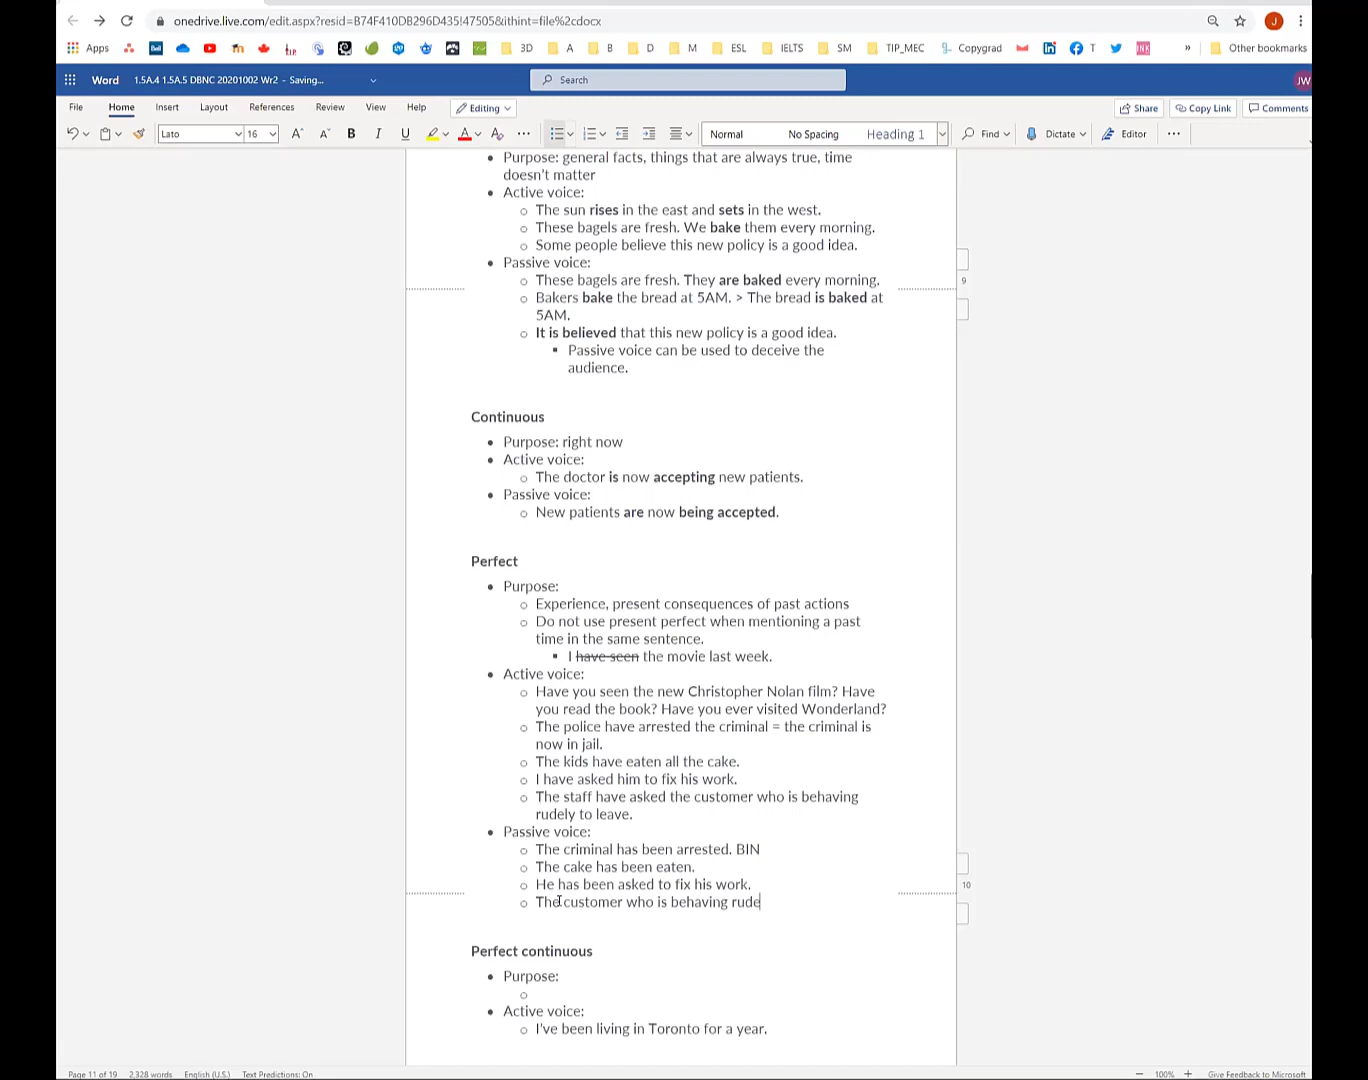 onedrive.live.com/edit.aspx?resid=B74F410DB296D435!47505&ithint=file%2cdocx
J
Apps
3D
A
B
D
M
ESL
IELTS
SM
TIP_MEC
Copygrad
T
»
Other bookmarks
Word 1.5A.4 1.5A.5 DBNC 20201002 Wr2 - Saving...
Search
JW
File Home Insert Layout References Review View Help Editing
Share Copy Link Comments
Lato 16 A A B I U A A
Normal No Spacing Heading 1
Find Dictate Editor
• Purpose: general facts, things that are always true, time
doesn't matter
• Active voice:
o The sun rises in the east and sets in the west.
o These bagels are fresh. We bake them every morning.
o Some people believe this new policy is a good idea.
• Passive voice:
o These bagels are fresh. They are baked every morning.
9
o Bakers bake the bread at 5AM. > The bread is baked at
5AM.
o It is believed that this new policy is a good idea.
▪ Passive voice can be used to deceive the
audience.
Continuous
• Purpose: right now
• Active voice:
o The doctor is now accepting new patients.
• Passive voice:
o New patients are now being accepted.
Perfect
• Purpose:
o Experience, present consequences of past actions
o Do not use present perfect when mentioning a past
time in the same sentence.
▪ I have seen the movie last week.
• Active voice:
o Have you seen the new Christopher Nolan film? Have
you read the book? Have you ever visited Wonderland?
o The police have arrested the criminal = the criminal is
now in jail.
o The kids have eaten all the cake.
o I have asked him to fix his work.
o The staff have asked the customer who is behaving
rudely to leave.
• Passive voice:
o The criminal has been arrested. BIN
o The cake has been eaten.
o He has been asked to fix his work.
10
o The customer who is behaving rude
Perfect continuous
• Purpose:
o
• Active voice:
o I've been living in Toronto for a year.
Page 11 of 19 2,328 words English (U.S.) Text Predictions: On
100% Give Feedback to Microsoft